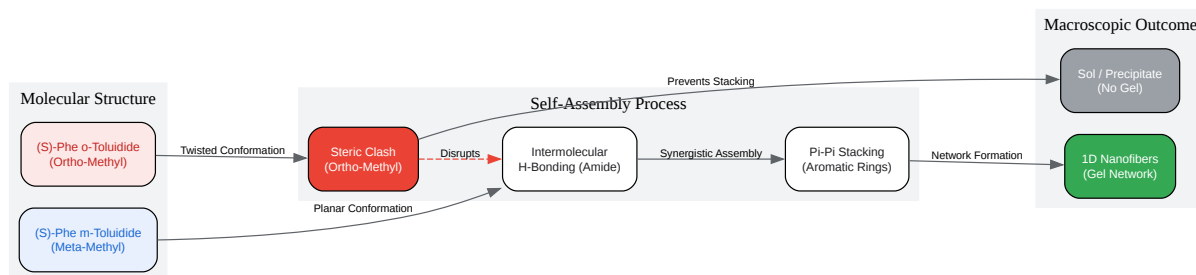 Molecular Structure
(S)-Phe o-Toluidide
(Ortho-Methyl)
(S)-Phe m-Toluidide
(Meta-Methyl)
Twisted Conformation
Planar Conformation
Self-Assembly Process
Steric Clash
(Ortho-Methyl)
Disrupts
Intermolecular
H-Bonding (Amide)
Synergistic Assembly
Pi-Pi Stacking
(Aromatic Rings)
Prevents Stacking
Network Formation
Macroscopic Outcome
Sol / Precipitate
(No Gel)
1D Nanofibers
(Gel Network)